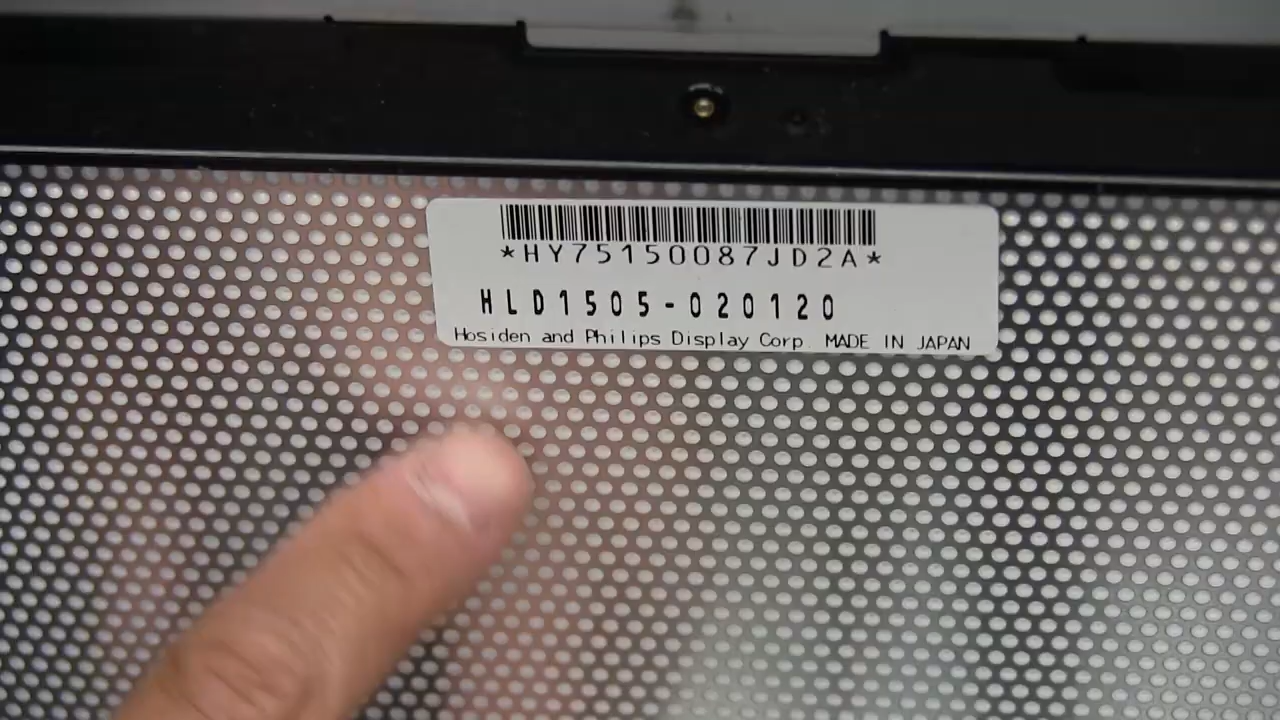 *HY75150087JD2A*
HLD1505-020120
Hosiden and Philips Display Corp. MADE IN JAPAN